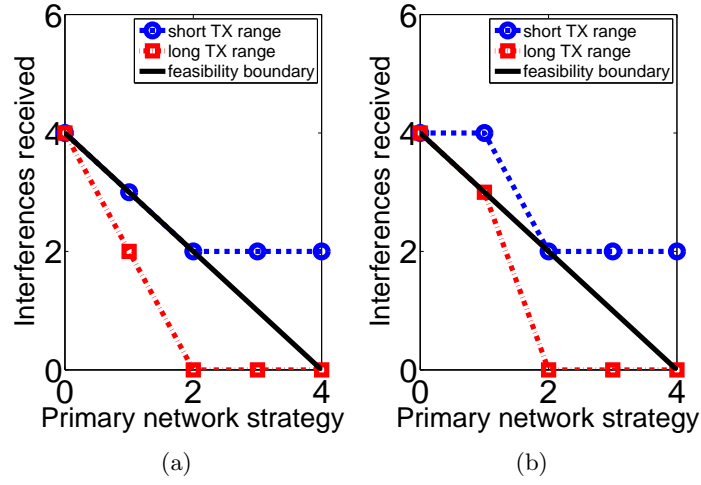 6
4
2
0
0 2 4
Interferences received
Primary network strategy
short TX range
long TX range
feasibility boundary
(a)
6
4
2
0
0 2 4
Interferences received
Primary network strategy
short TX range
long TX range
feasibility boundary
(b)